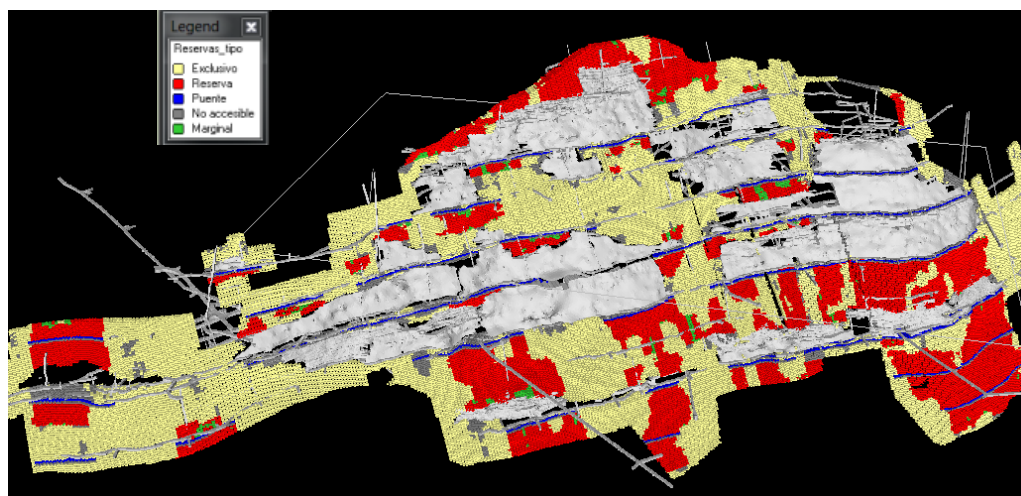 Legend
Reservas_tipo
Exclusivo
Reserva
Puente
No accesible
Marginal